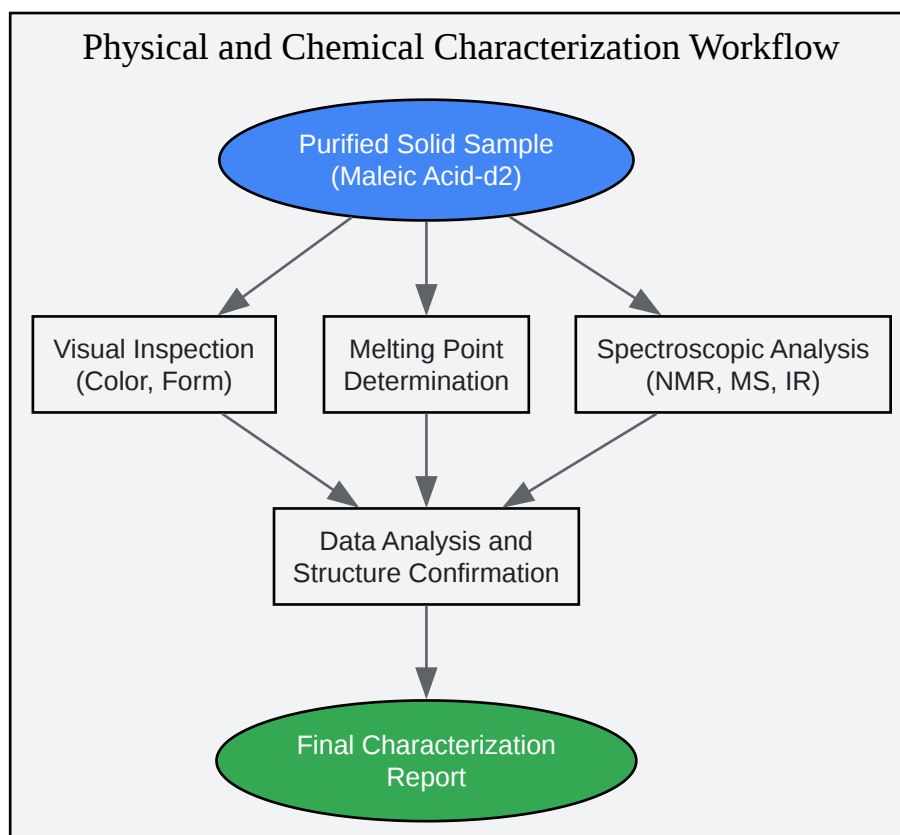 Physical and Chemical Characterization Workflow
Purified Solid Sample
(Maleic Acid-d2)
Visual Inspection
(Color, Form)
Melting Point
Determination
Spectroscopic Analysis
(NMR, MS, IR)
Data Analysis and
Structure Confirmation
Final Characterization
Report